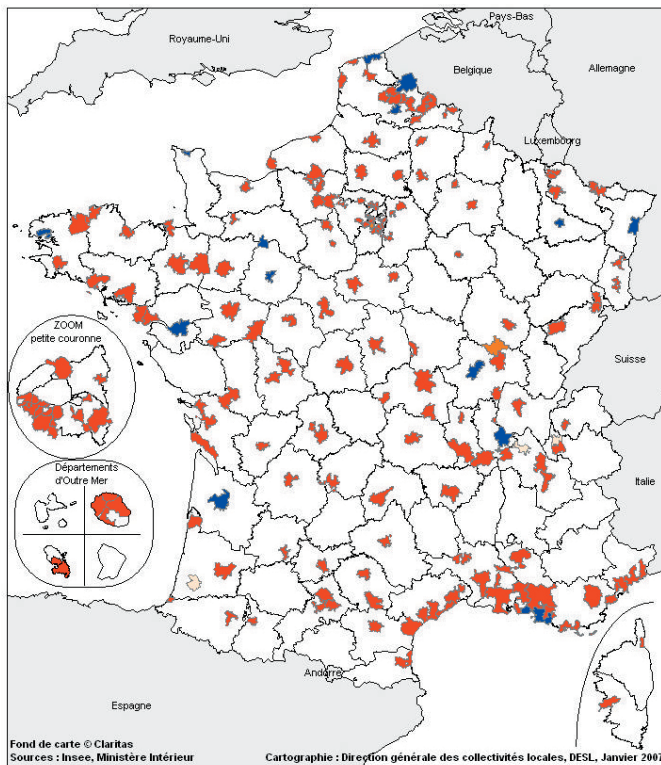 Pays-Bas
Royaume-Uni
Belgique
Allemagne
Luxembourg
ZOOM
petite couronne
Suisse
Départements
d'Outre Mer
Italie
Andorre
Espagne
Fond de carte © Claritas
Sources : Insee, Ministère Intérieur
Cartographie : Direction générale des collectivités locales, DESL, Janvier 2007